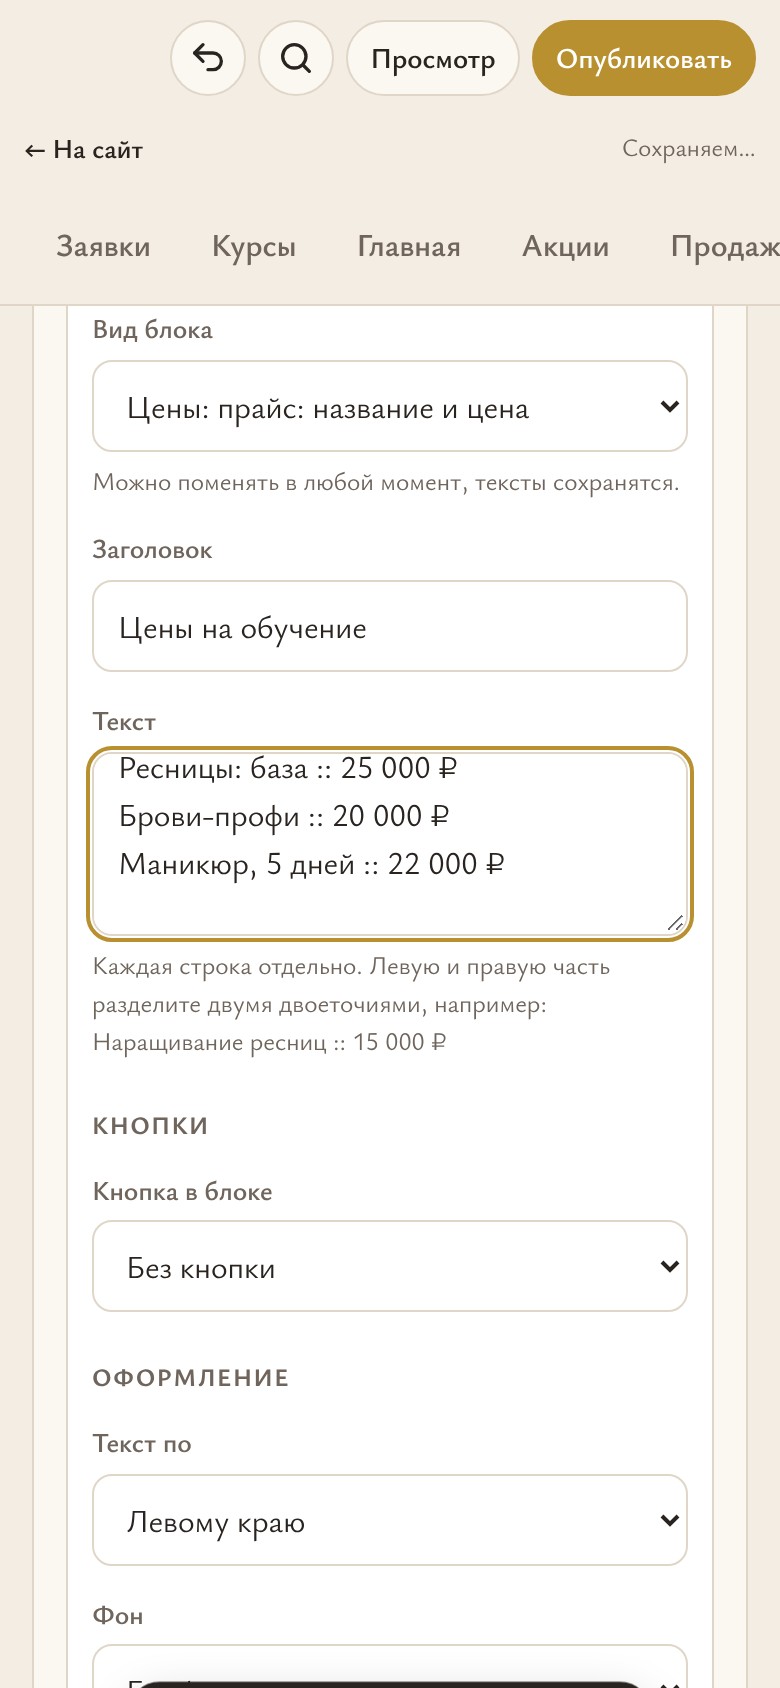 Просмотр
Опубликовать
← На сайт
Сохраняем...
Заявки Курсы Главная Акции Продаж
Вид блока
Цены: прайс: название и цена
Можно поменять в любой момент, тексты сохранятся.
Заголовок
Цены на обучение
Текст
Ресницы: база :: 25 000 ₽
Брови-профи :: 20 000 ₽
Маникюр, 5 дней :: 22 000 ₽
Каждая строка отдельно. Левую и правую часть
разделите двумя двоеточиями, например:
Наращивание ресниц :: 15 000 ₽
КНОПКИ
Кнопка в блоке
Без кнопки
ОФОРМЛЕНИЕ
Текст по
Левому краю
Фон